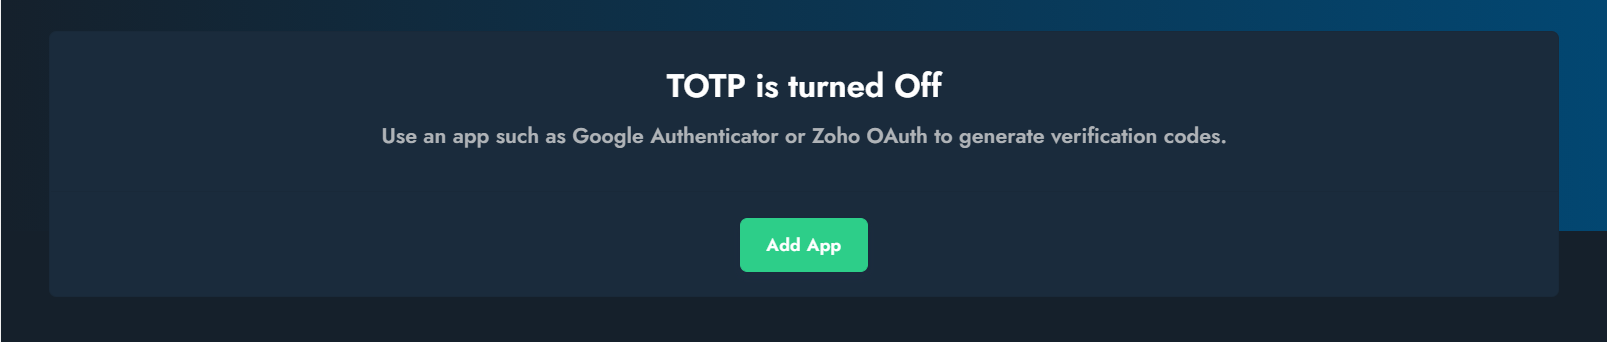 TOTP is turned Off
Use an app such as Google Authenticator or Zoho OAuth to generate verification codes.
Add App